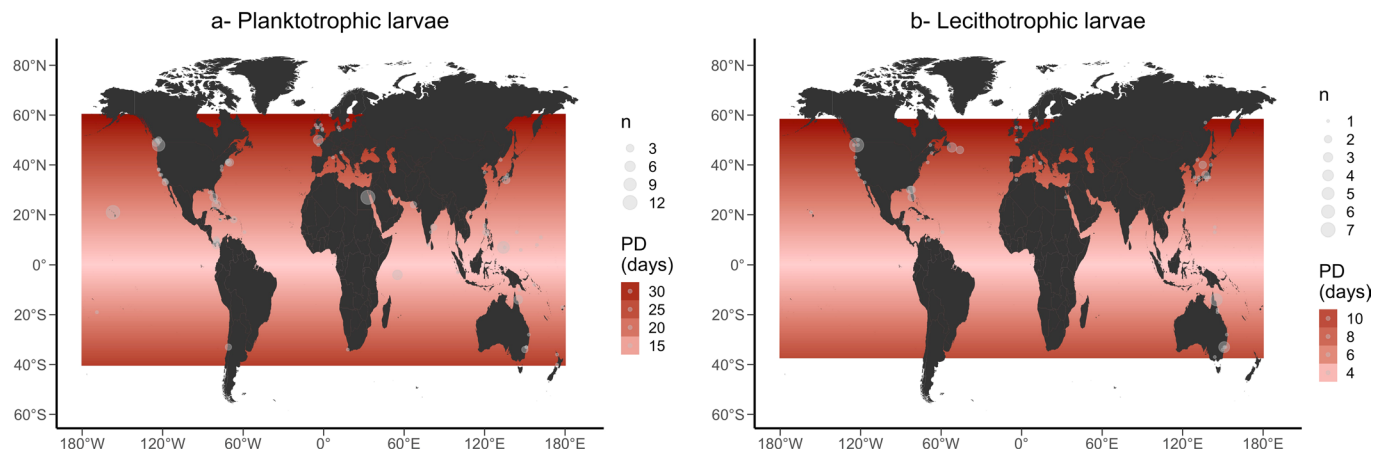 a- Planktotrophic larvae
80°N
60°N
40°N
20°N
0°
20°S
40°S
60°S
180°W 120°W 60°W 0° 60°E 120°E 180°E
n
3
6
9
12
PD
(days)
30
25
20
15
b- Lecithotrophic larvae
80°N
60°N
40°N
20°N
0°
20°S
40°S
60°S
180°W 120°W 60°W 0° 60°E 120°E 180°E
n
1
2
3
4
5
6
7
PD
(days)
10
8
6
4